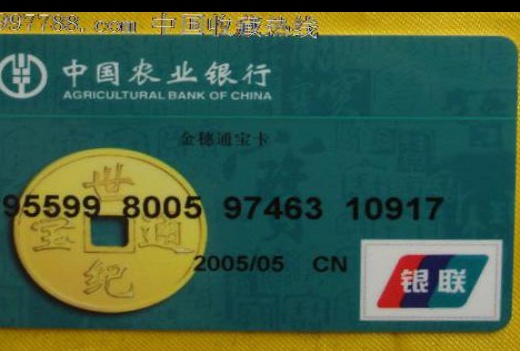 997788.com 中国收藏热线
中国农业银行
AGRICULTURAL BANK OF CHINA
金穗通宝卡
世
宝 通
纪
95599 8005 97463 10917
2005/05 CN
银联